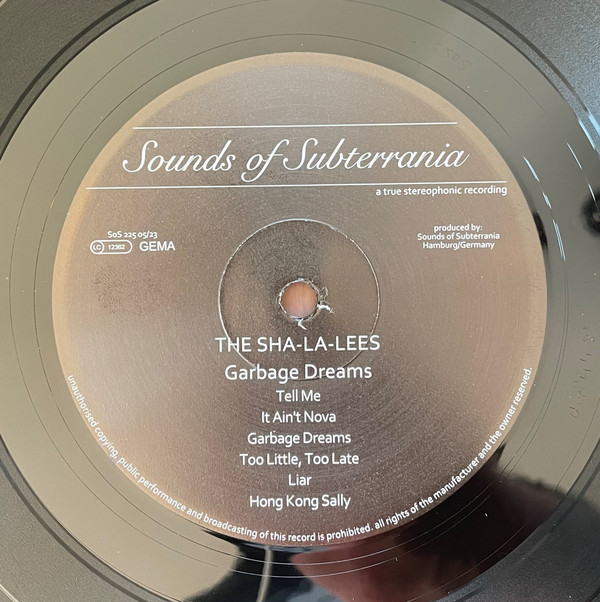 Sounds of Subterrania
a true stereophonic recording
SoS 225 05/23
LC 12362 GEMA
produced by:
Sounds of Subterrania
Hamburg/Germany
THE SHA-LA-LEES
Garbage Dreams
Tell Me
It Ain't Nova
Garbage Dreams
Too Little, Too Late
Liar
Hong Kong Sally
unauthorised copying, public performance and broadcasting of this record is prohibited. all rights of the manufacturer and the owner reserved.